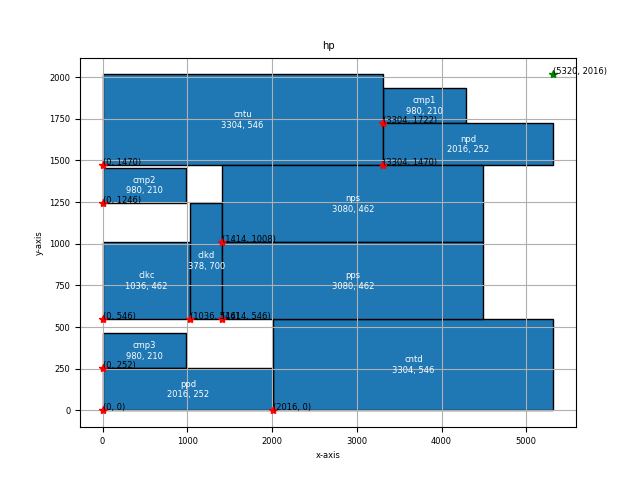 hp
(5320, 2016)
2000
cntu
3304, 546
cmp1
980, 210
1750
(3304, 1722)
npd
2016, 252
1500
(0, 1470)
(3304, 1470)
cmp2
980, 210
nps
3080, 462
1250
(0, 1246)
1000
(1414, 1008)
clkd
378, 700
y-axis
clkc
1036, 462
pps
3080, 462
750
(0, 546)
(1036, 546)
(1414, 546)
500
cmp3
980, 210
cntd
3304, 546
250
(0, 252)
ppd
2016, 252
0
(0, 0)
(2016, 0)
0
1000
2000
3000
4000
5000
x-axis